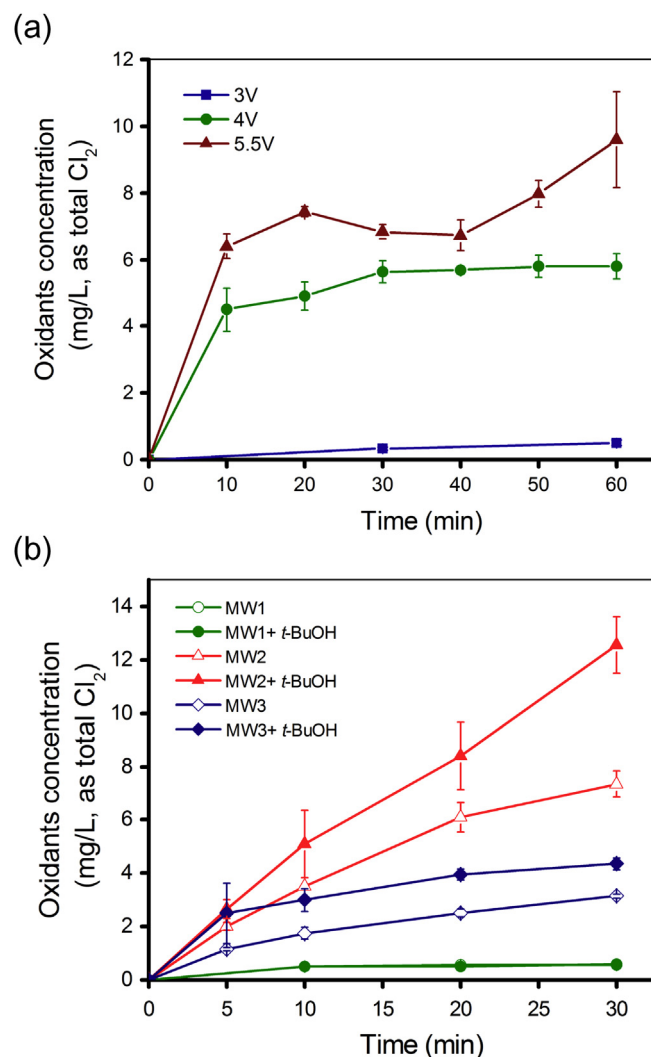 (a)
12
10
8
6
4
2
0
Oxidants concentration
(mg/L, as total Cl₂)
3V
4V
5.5V
0 10 20 30 40 50 60
Time (min)
(b)
14
12
10
8
6
4
2
0
Oxidants concentration
(mg/L, as total Cl₂)
MW1
MW1+ t-BuOH
MW2
MW2+ t-BuOH
MW3
MW3+ t-BuOH
0 5 10 15 20 25 30
Time (min)